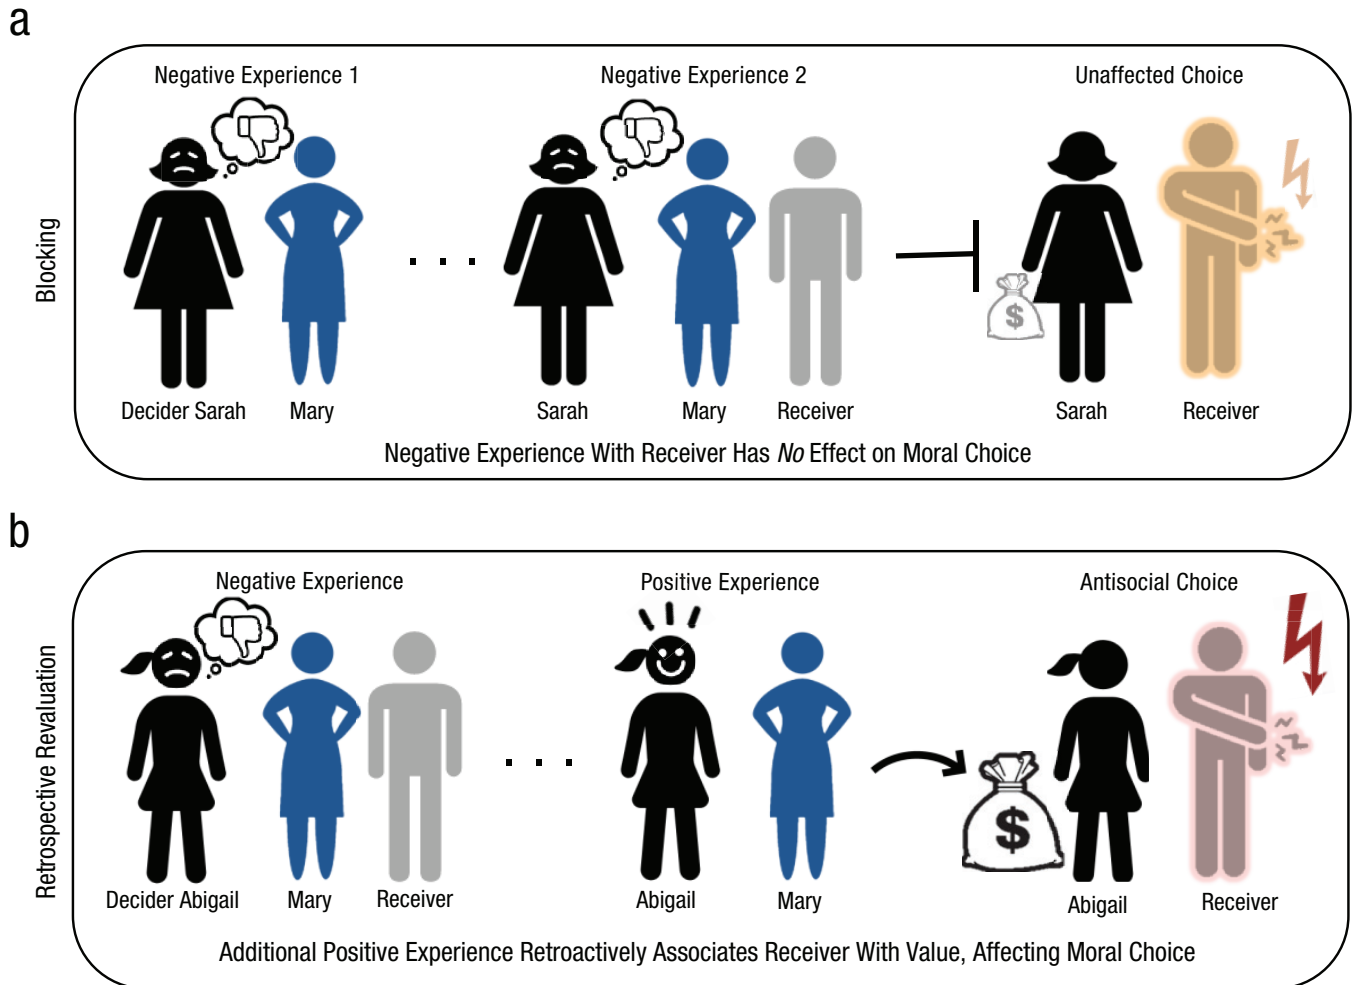 a
Negative Experience 1
Negative Experience 2
Unaffected Choice
Blocking
$
Decider Sarah
Mary
Sarah
Mary
Receiver
Sarah
Receiver
Negative Experience With Receiver Has No Effect on Moral Choice
b
Negative Experience
Positive Experience
Antisocial Choice
Retrospective Revaluation
$
Decider Abigail
Mary
Receiver
Abigail
Mary
Abigail
Receiver
Additional Positive Experience Retroactively Associates Receiver With Value, Affecting Moral Choice